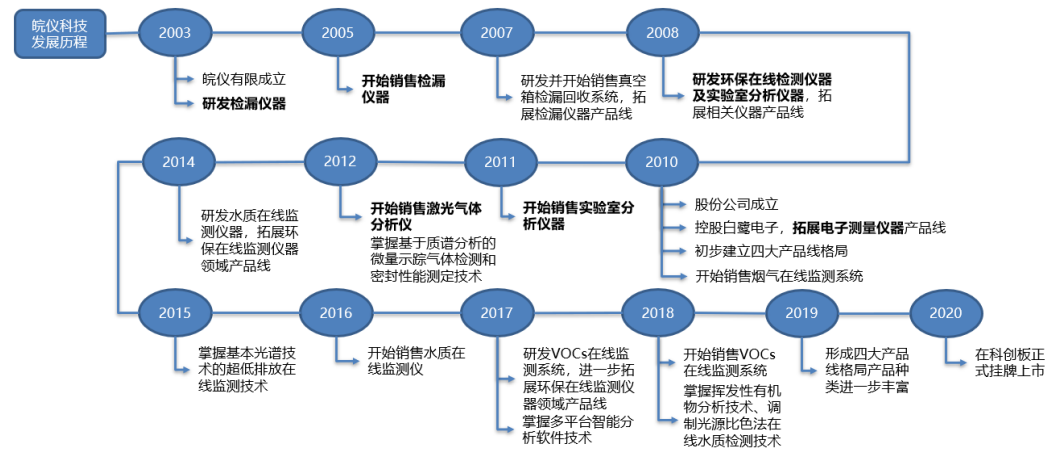 皖仪科技
发展历程
2003
皖仪有限成立
研发检漏仪器
2005
开始销售检漏
仪器
2007
研发并开始销售真空
箱检漏回收系统，拓
展检漏仪器产品线
2008
研发环保在线检测仪器
及实验室分析仪器，拓
展相关仪器产品线
2010
股份公司成立
控股白鹭电子，拓展电子测量仪器产品线
初步建立四大产品线格局
开始销售烟气在线监测系统
2011
开始销售实验室分
析仪器
2012
开始销售激光气体
分析仪
掌握基于质谱分析的
微量示踪气体检测和
密封性能测定技术
2014
研发水质在线监
测仪器，拓展环
保在线监测仪器
领域产品线
2015
掌握基本光谱技
术的超低排放在
线监测技术
2016
开始销售水质在
线监测仪
2017
研发VOCs在线监
测系统，进一步拓
展环保在线监测仪
器领域产品线
掌握多平台智能分
析软件技术
2018
开始销售VOCs
在线监测系统
掌握挥发性有机
物分析技术、调
制光源比色法在
线水质检测技术
2019
形成四大产品
线格局产品种
类进一步丰富
2020
在科创板正
式挂牌上市